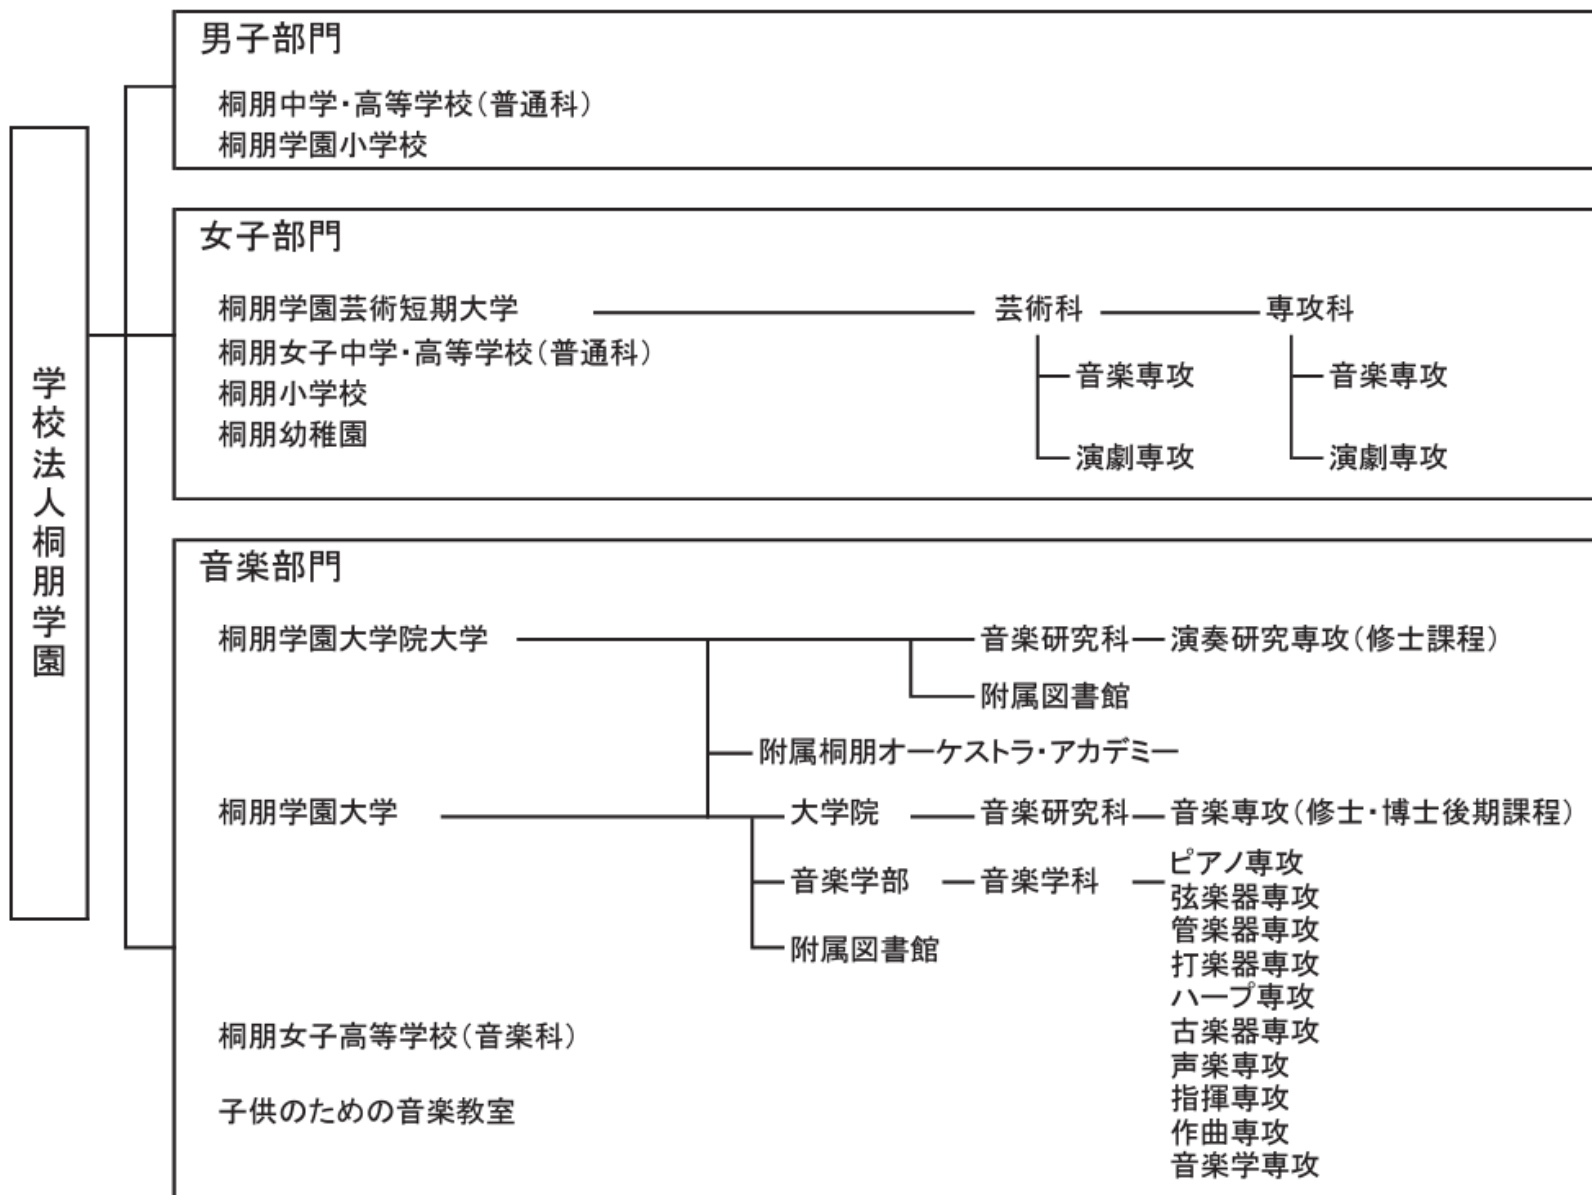 学校法人桐朋学園
男子部門
桐朋中学・高等学校(普通科)
桐朋学園小学校
女子部門
桐朋学園芸術短期大学 芸術科 専攻科
桐朋女子中学・高等学校(普通科)
音楽専攻 音楽専攻
桐朋小学校
桐朋幼稚園
演劇専攻 演劇専攻
音楽部門
桐朋学園大学院大学 音楽研究科 演奏研究専攻(修士課程)
附属図書館
附属桐朋オーケストラ・アカデミー
桐朋学園大学 大学院 音楽研究科 音楽専攻(修士・博士後期課程)
音楽学部 音楽学科
ピアノ専攻
弦楽器専攻
管楽器専攻
附属図書館
打楽器専攻
ハープ専攻
古楽器専攻
桐朋女子高等学校(音楽科)
声楽専攻
指揮専攻
子供のための音楽教室
作曲専攻
音楽学専攻